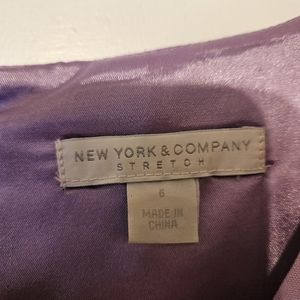 NEW YORK & COMPANY
STRETCH
6
MADE IN
CHINA